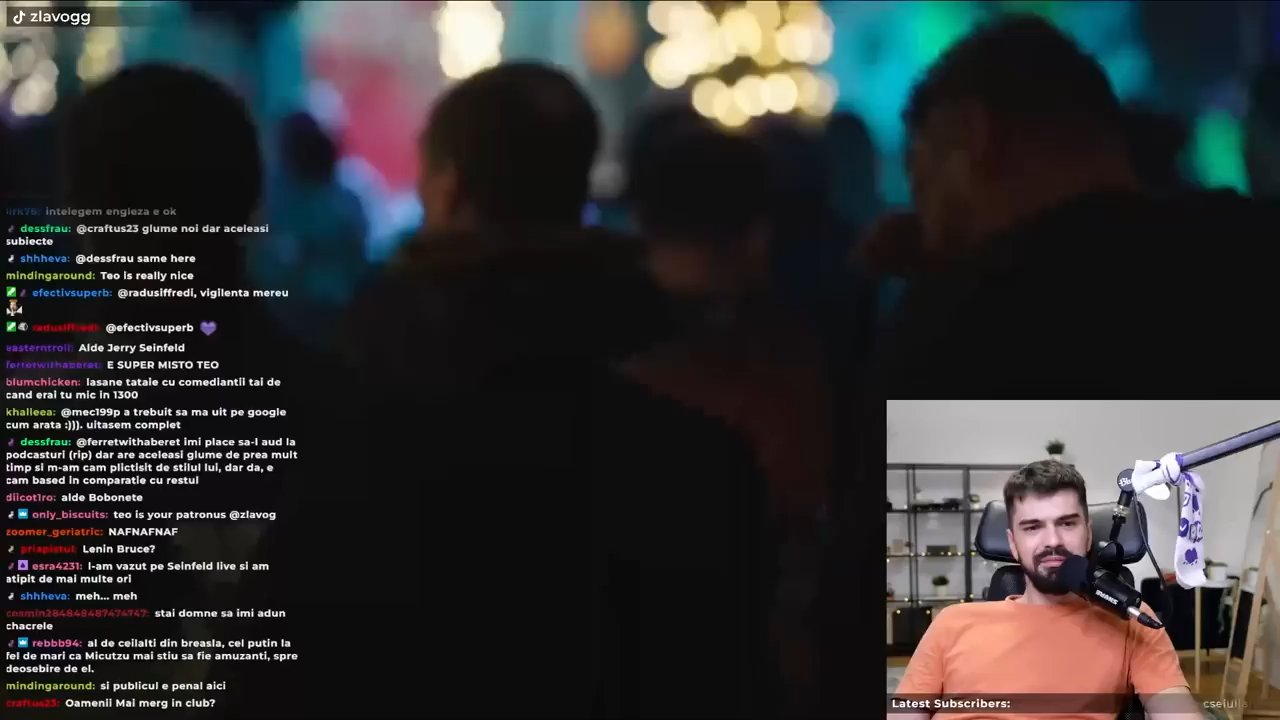 zlavogg
intelegem engleza e ok
dessfrau: @craftus23 glume noi dar aceleasi
subiecte
shhheva: @dessfrau same here
mindingaround: Teo is really nice
efectivsuperb: @radusiffredi, vigilenta mereu
radusiffredi: @efectivsuperb
easterntroll: Alde Jerry Seinfeld
ferretwithaberet: E SUPER MISTO TEO
blumchicken: lasane tataie cu comediantii tai de
cand erai tu mic in 1300
khalleea: @mec199p a trebuit sa ma uit pe google
cum arata :))). uitasem complet
dessfrau: @ferretwithaberet imi place sa-l aud la
podcasturi (rip) dar are aceleasi glume de prea mult
timp si m-am cam plictisit de stilul lui, dar da, e
cam based in comparatie cu restul
diicot1ro: alde Bobonete
only_biscuits: teo is your patronus @zlavog
zoomer_geriatric: NAFNAFNAF
priapistul: Lenin Bruce?
esra4231: l-am vazut pe Seinfeld live si am
atipit de mai multe ori
shhheva: meh... meh
stai domne sa imi adun
chacrele
rebbb94: al de ceilalti din breasla, cel putin la
fel de mari ca Micutzu mai stiu sa fie amuzanti, spre
deosebire de el.
mindingaround: si publicul e penal aici
craftus23: Oamenii Mai merg in club?
Latest Subscribers: